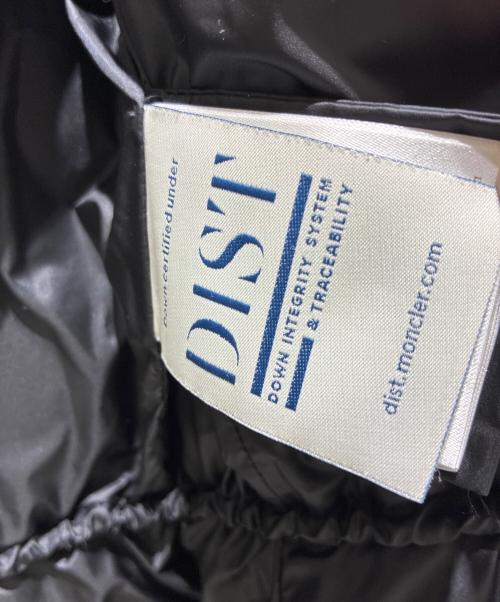 Down certified under
DIST
DOWN INTEGRITY SYSTEM
& TRACEABILITY
dist.moncler.com